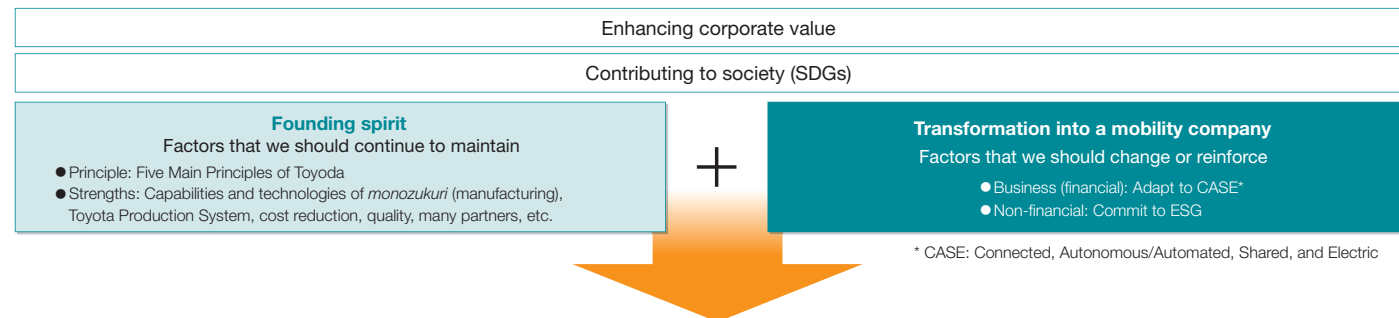 Enhancing corporate value
Contributing to society (SDGs)
Founding spirit
Factors that we should continue to maintain
● Principle: Five Main Principles of Toyoda
● Strengths: Capabilities and technologies of monozukuri (manufacturing),
Toyota Production System, cost reduction, quality, many partners, etc.
+
Transformation into a mobility company
Factors that we should change or reinforce
● Business (financial): Adapt to CASE*
● Non-financial: Commit to ESG
* CASE: Connected, Autonomous/Automated, Shared, and Electric